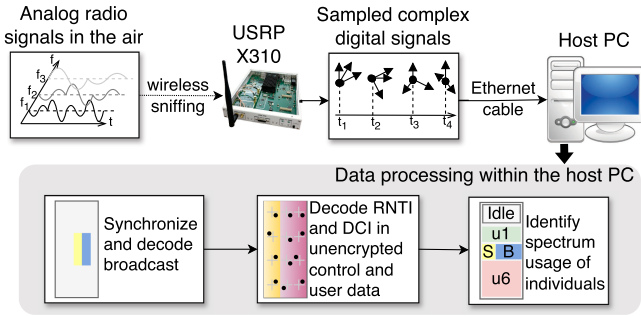 Analog radio
signals in the air
f
f3
f2
f1
t
wireless
sniffing
USRP
X310
Sampled complex
digital signals
t1 t2 t3 t4
Ethernet
cable
Host PC
Data processing within the host PC
Synchronize
and decode
broadcast
Decode RNTI
and DCI in
unencrypted
control and
user data
Idle
u1
S B
u6
Identify
spectrum
usage of
individuals